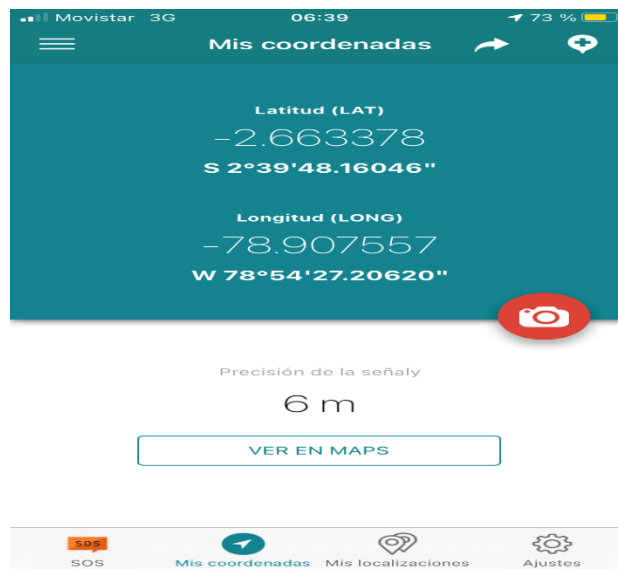 Movistar 3G 06:39 73 %
Mis coordenadas
Latitud (LAT)
-2.663378
S 2°39'48.16046"
Longitud (LONG)
-78.907557
W 78°54'27.20620"
Precisión de la señaly
6 m
VER EN MAPS
SOS
SOS Mis coordenadas Mis localizaciones Ajustes